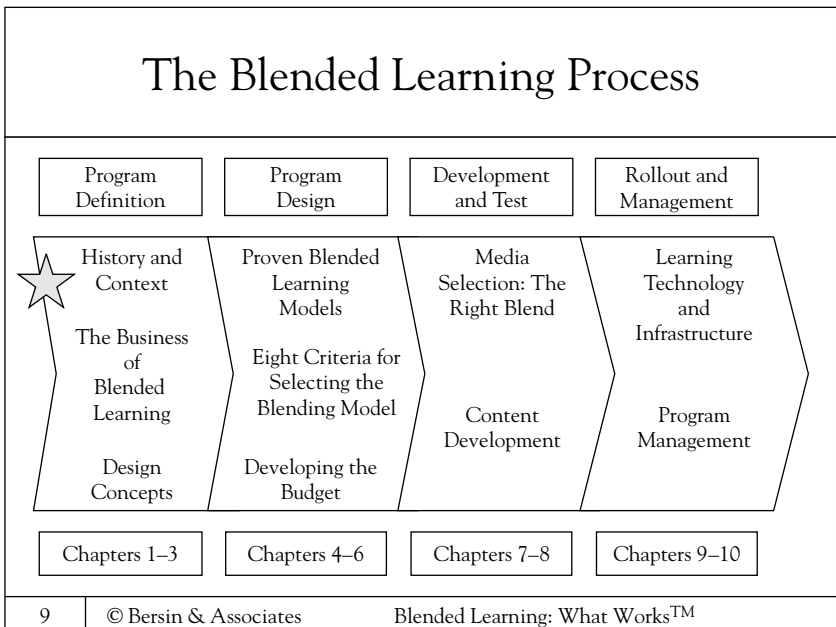 The Blended Learning Process
Program
Definition
Program
Design
Development
and Test
Rollout and
Management
History and
Context
The Business
of
Blended
Learning
Design
Concepts
Proven Blended
Learning
Models
Eight Criteria for
Selecting the
Blending Model
Developing the
Budget
Media
Selection: The
Right Blend
Content
Development
Learning
Technology
and
Infrastructure
Program
Management
Chapters 1–3
Chapters 4–6
Chapters 7–8
Chapters 9–10
9 © Bersin & Associates Blended Learning: What Works™